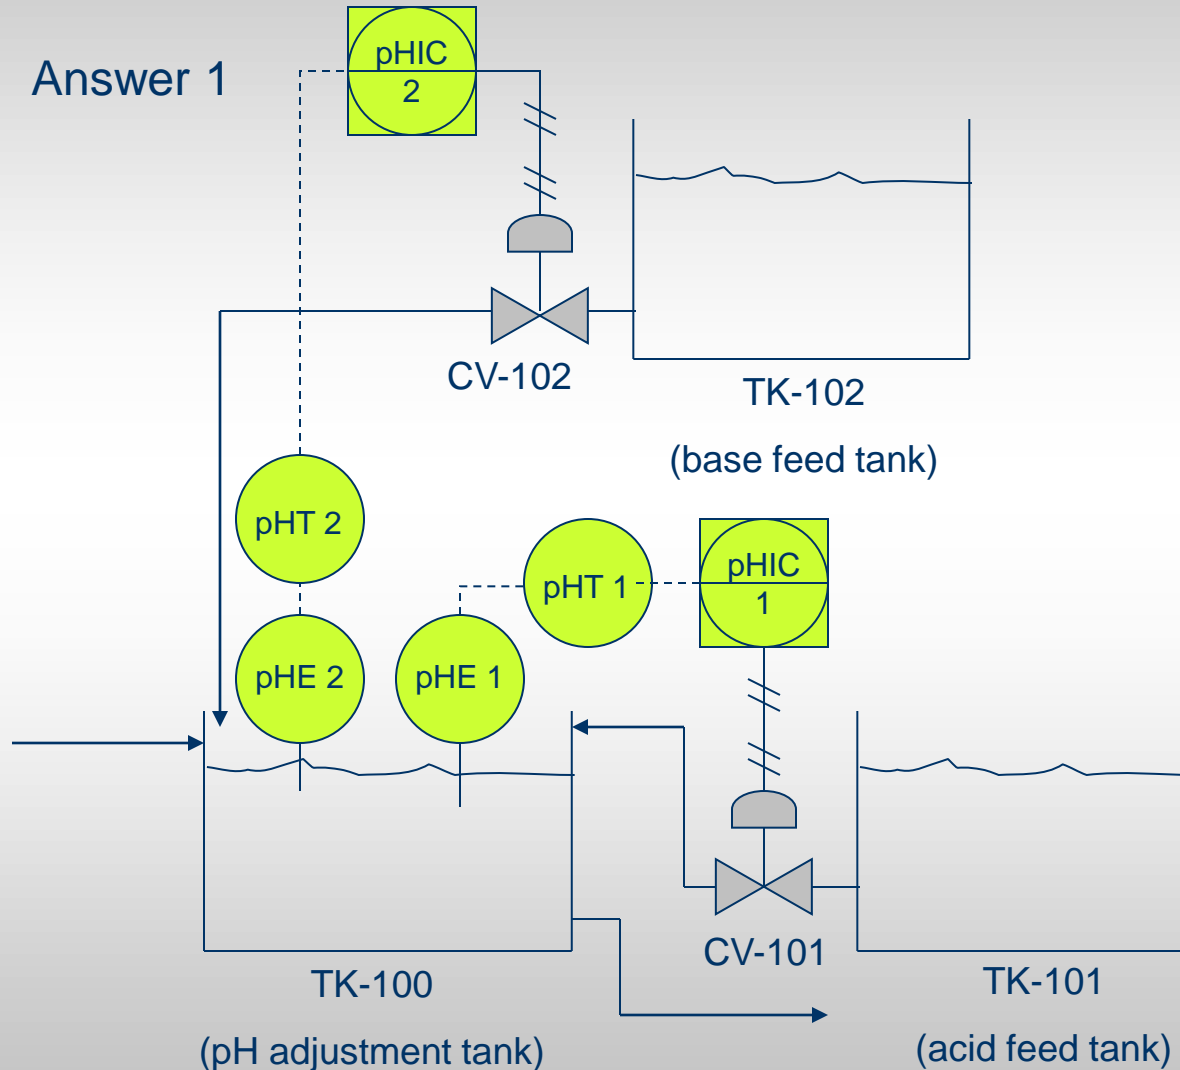 Answer 1
pHIC
2
CV-102
TK-102
(base feed tank)
pHT 2
pHT 1
pHIC
1
pHE 2
pHE 1
CV-101
TK-100
(pH adjustment tank)
TK-101
(acid feed tank)